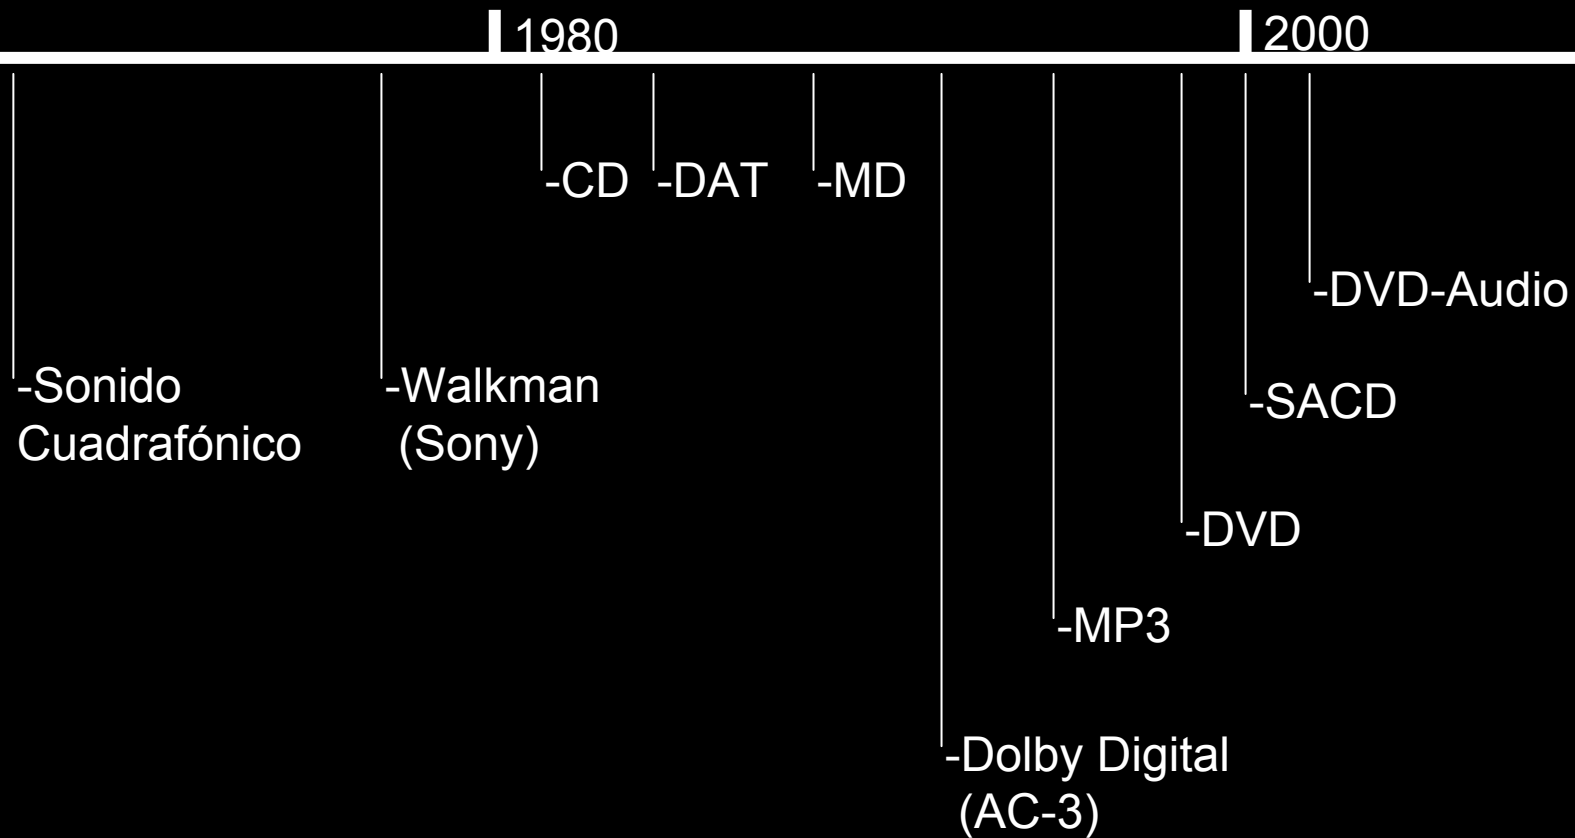 1980
2000
-CD
-DAT
-MD
-DVD-Audio
-Sonido
Cuadrafónico
-Walkman
(Sony)
-SACD
-DVD
-MP3
-Dolby Digital
(AC-3)